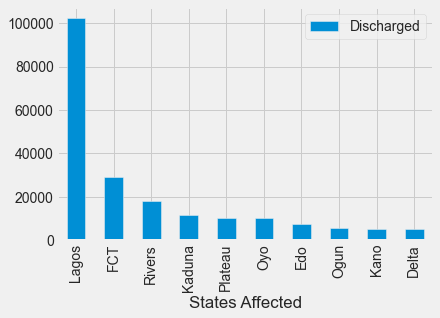 100000
80000
60000
40000
20000
0
Discharged
Lagos
FCT
Rivers
Kaduna
Plateau
Oyo
Edo
Ogun
Kano
Delta
States Affected